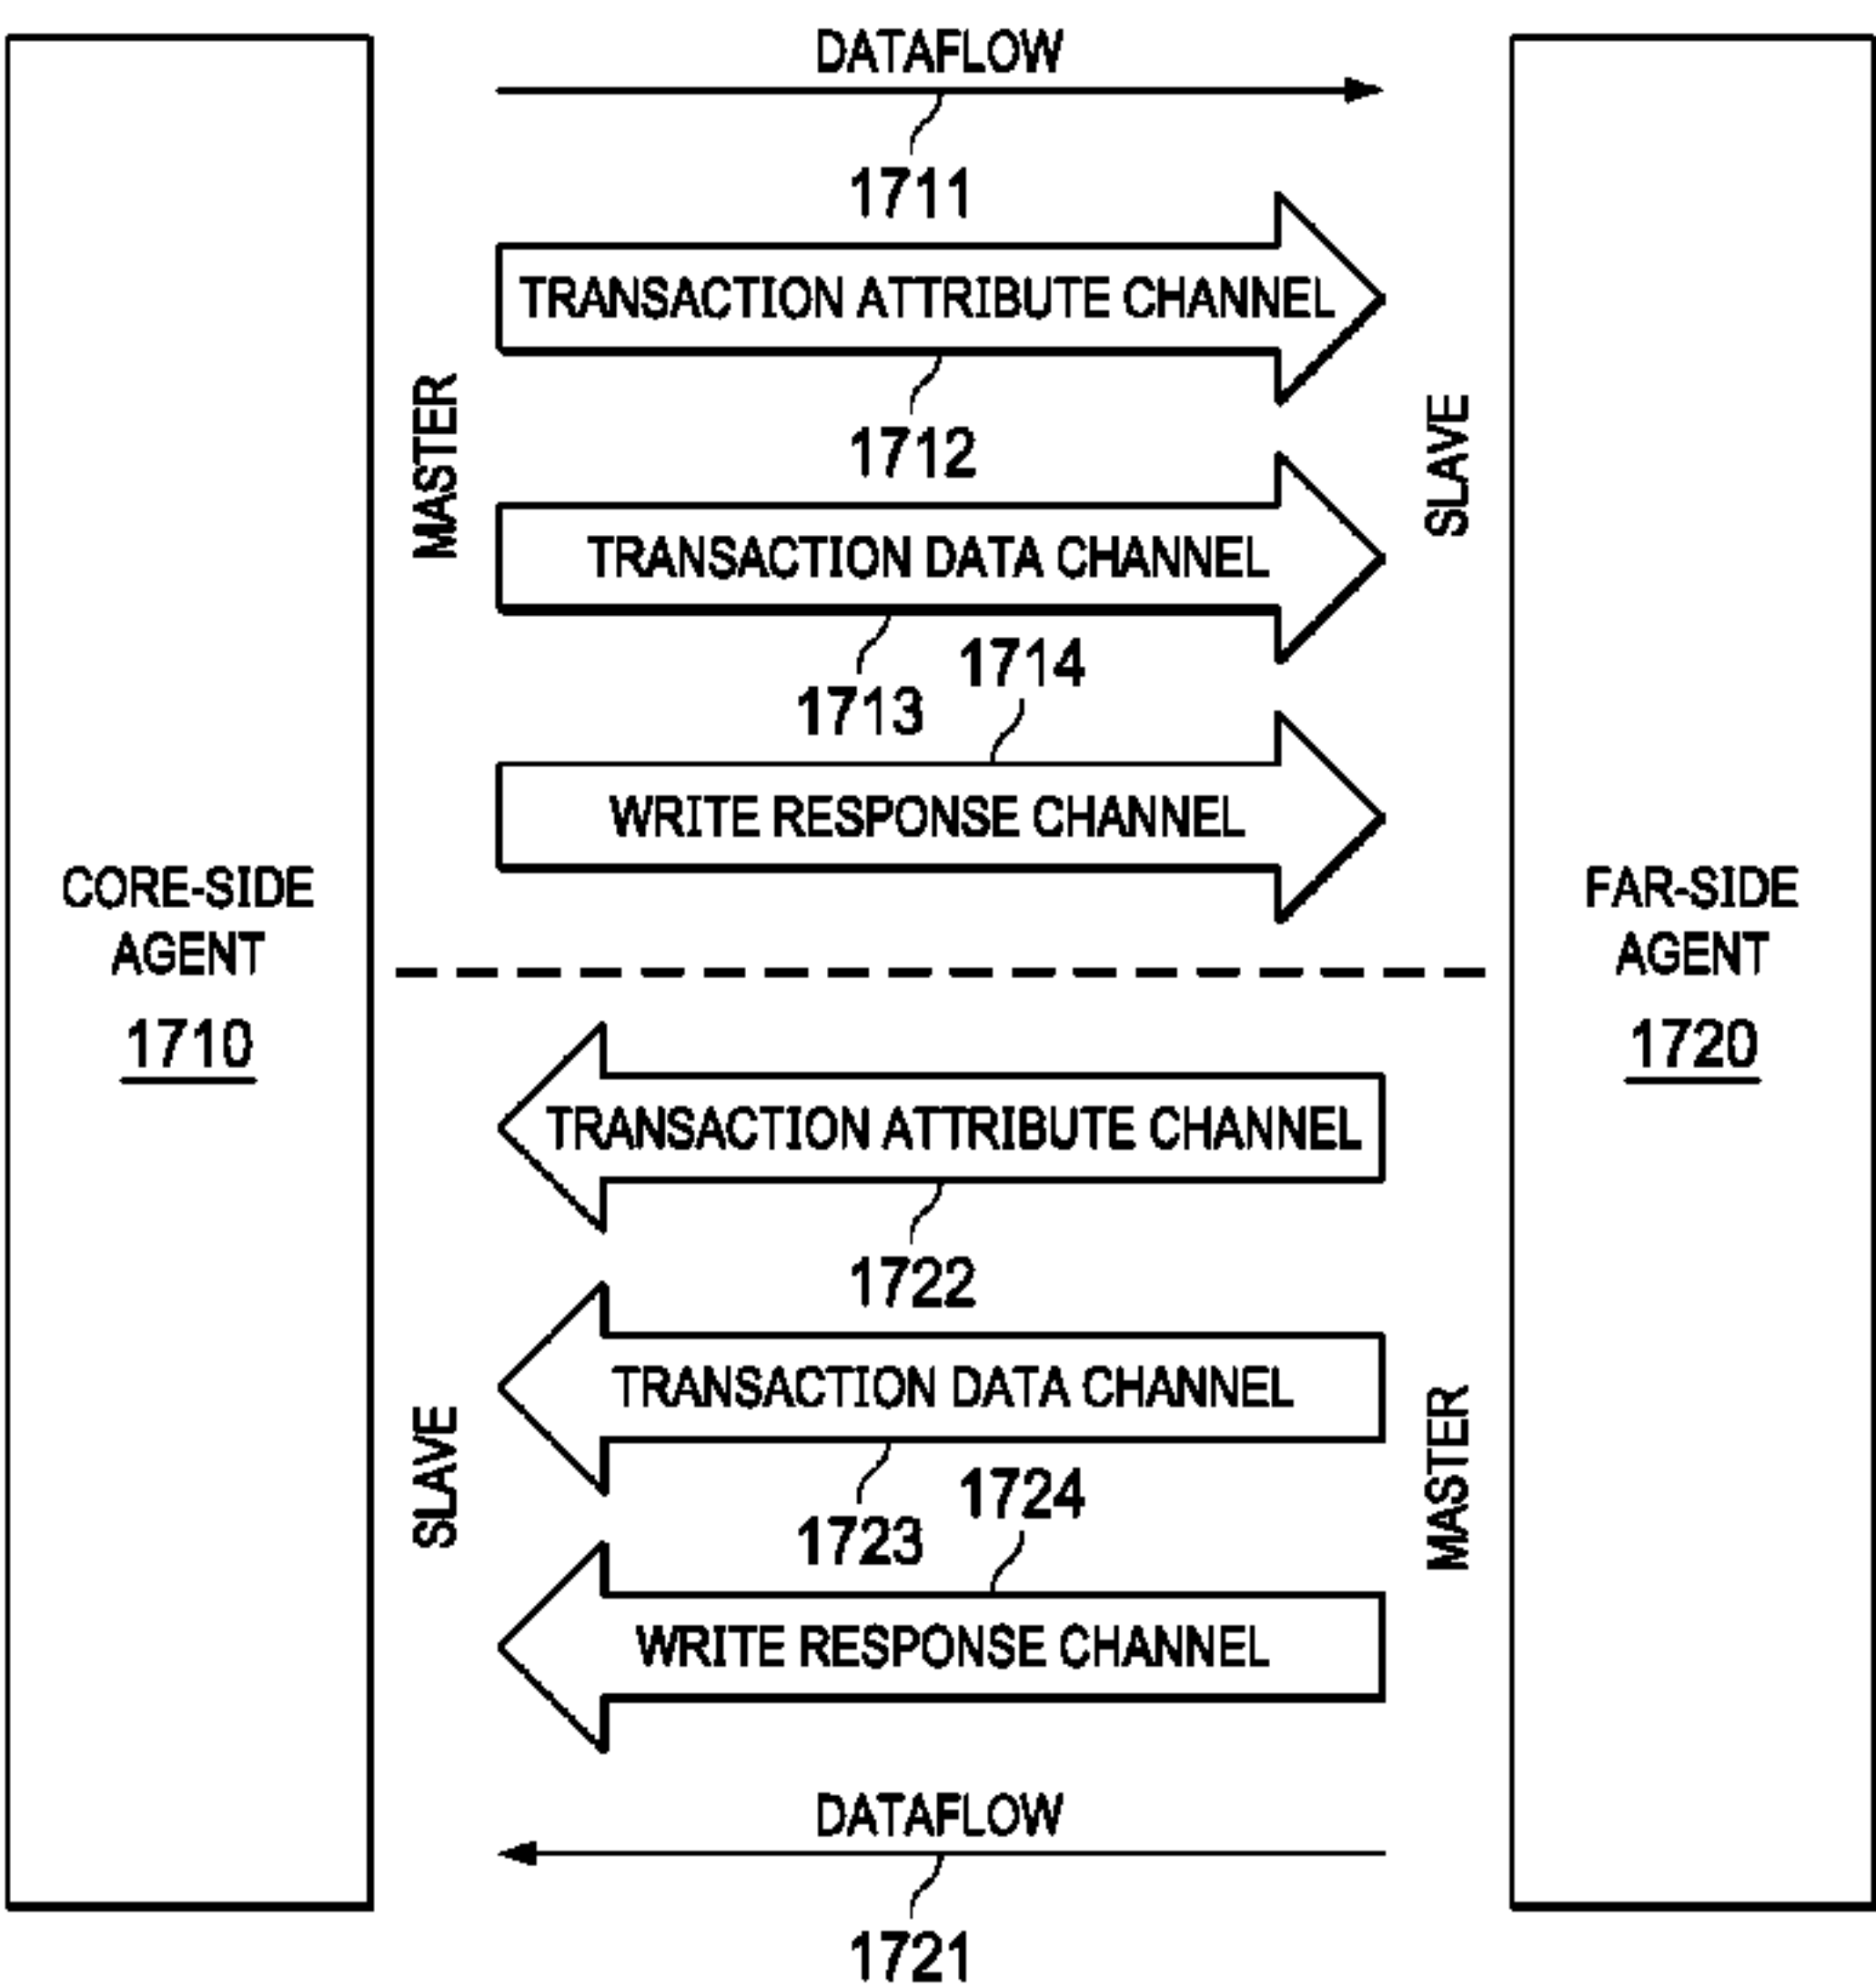 DATAFLOW
1711
TRANSACTION ATTRIBUTE CHANNEL
1712
MASTER
SLAVE
TRANSACTION DATA CHANNEL
1713
1714
WRITE RESPONSE CHANNEL
CORE-SIDE
AGENT
1710
FAR-SIDE
AGENT
1720
TRANSACTION ATTRIBUTE CHANNEL
1722
TRANSACTION DATA CHANNEL
1723
1724
SLAVE
MASTER
WRITE RESPONSE CHANNEL
DATAFLOW
1721